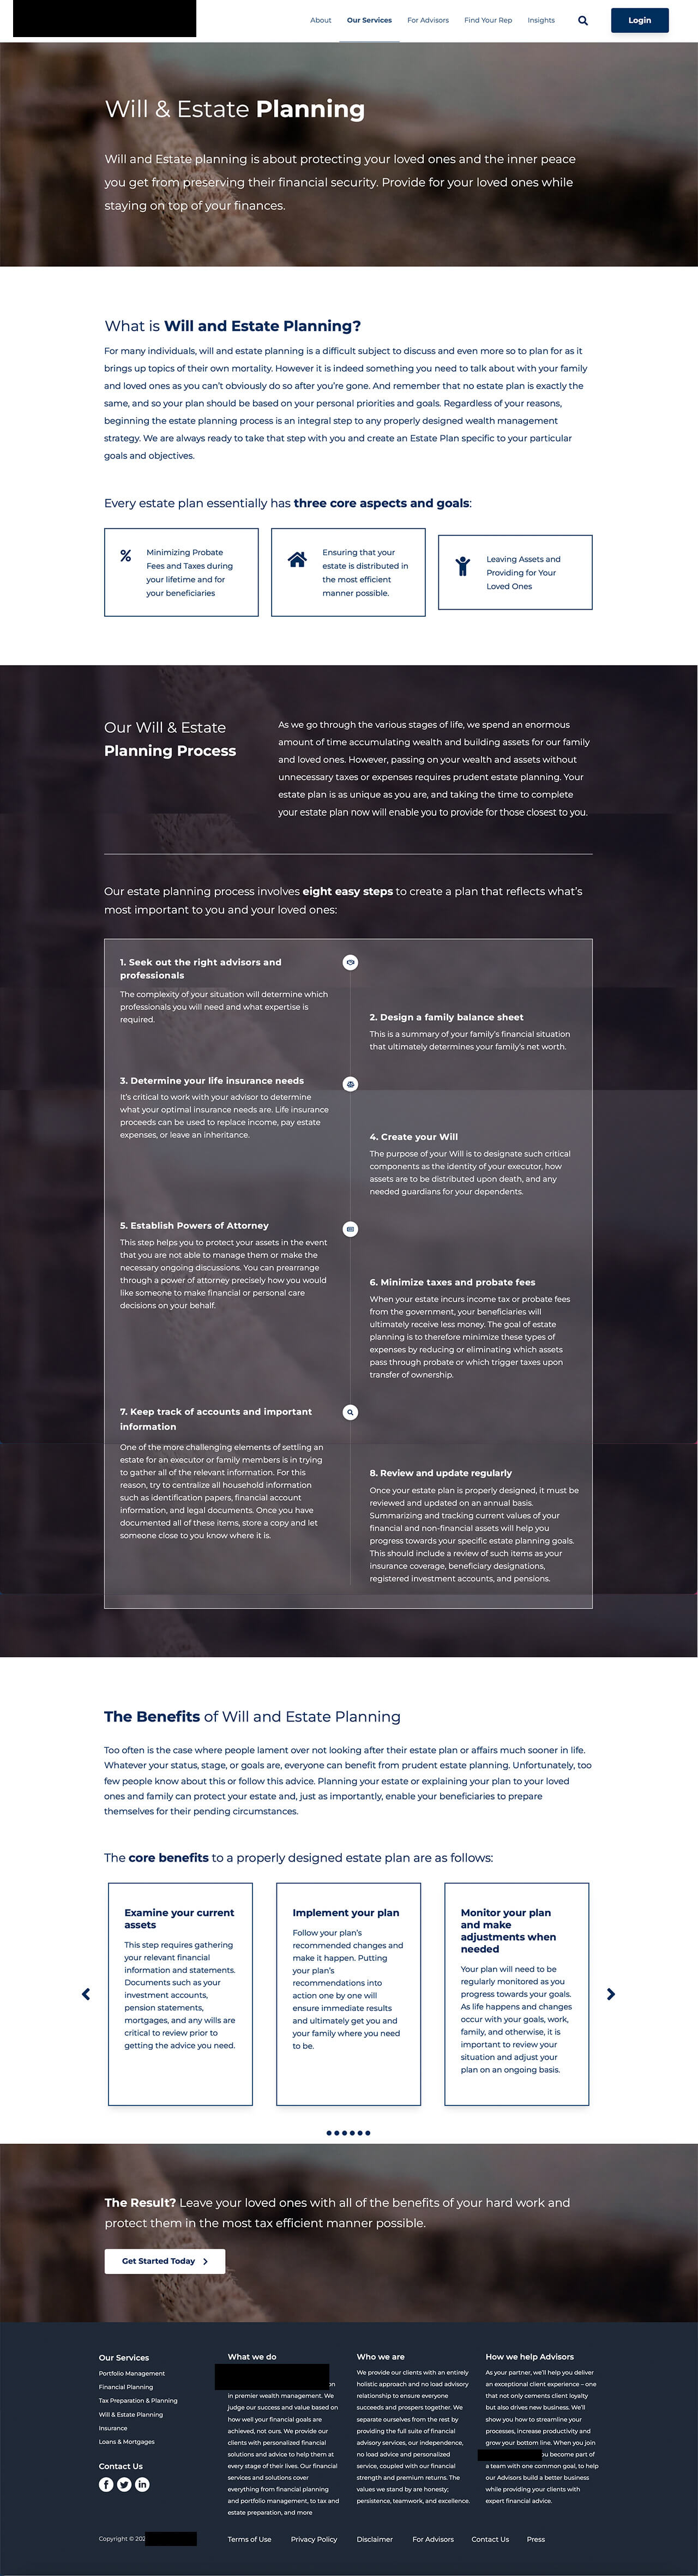 About
Our Services
For Advisors
Find Your Rep
Insights
Login
Will & Estate Planning
Will and Estate planning is about protecting your loved ones and the inner peace
you get from preserving their financial security. Provide for your loved ones while
staying on top of your finances.
What is Will and Estate Planning?
For many individuals, will and estate planning is a difficult subject to discuss and even more so to plan for as it
brings up topics of their own mortality. However it is indeed something you need to talk about with your family
and loved ones as you can't obviously do so after you're gone. And remember that no estate plan is exactly the
same, and so your plan should be based on your personal priorities and goals. Regardless of your reasons,
beginning the estate planning process is an integral step to any properly designed wealth management
strategy. We are always ready to take that step with you and create an Estate Plan specific to your particular
goals and objectives.
Every estate plan essentially has three core aspects and goals:
Minimizing Probate
Fees and Taxes during
your lifetime and for
your beneficiaries
Ensuring that your
estate is distributed in
the most efficient
manner possible.
Leaving Assets and
Providing for Your
Loved Ones
Our Will & Estate
Planning Process
As we go through the various stages of life, we spend an enormous
amount of time accumulating wealth and building assets for our family
and loved ones. However, passing on your wealth and assets without
unnecessary taxes or expenses requires prudent estate planning. Your
estate plan is as unique as you are, and taking the time to complete
your estate plan now will enable you to provide for those closest to you.
Our estate planning process involves eight easy steps to create a plan that reflects what's
most important to you and your loved ones:
1. Seek out the right advisors and
professionals
The complexity of your situation will determine which
professionals you will need and what expertise is
required.
2. Design a family balance sheet
This is a summary of your family's financial situation
that ultimately determines your family's net worth.
3. Determine your life insurance needs
It's critical to work with your advisor to determine
what your optimal insurance needs are. Life insurance
proceeds can be used to replace income, pay estate
expenses, or leave an inheritance.
4. Create your Will
The purpose of your Will is to designate such critical
components as the identity of your executor, how
assets are to be distributed upon death, and any
needed guardians for your dependents.
5. Establish Powers of Attorney
This step helps you to protect your assets in the event
that you are not able to manage them or make the
necessary ongoing discussions. You can prearrange
through a power of attorney precisely how you would
like someone to make financial or personal care
decisions on your behalf.
6. Minimize taxes and probate fees
When your estate incurs income tax or probate fees
from the government, your beneficiaries will
ultimately receive less money. The goal of estate
planning is to therefore minimize these types of
expenses by reducing or eliminating which assets
pass through probate or which trigger taxes upon
transfer of ownership.
7. Keep track of accounts and important
information
One of the more challenging elements of settling an
estate for an executor or family members is in trying
to gather all of the relevant information. For this
reason, try to centralize all household information
such as identification papers, financial account
information, and legal documents. Once you have
documented all of these items, store a copy and let
someone close to you know where it is.
8. Review and update regularly
Once your estate plan is properly designed, it must be
reviewed and updated on an annual basis.
Summarizing and tracking current values of your
financial and non-financial assets will help you
progress towards your specific estate planning goals.
This should include a review of such items as your
insurance coverage, beneficiary designations,
registered investment accounts, and pensions.
The Benefits of Will and Estate Planning
Too often is the case where people lament over not looking after their estate plan or affairs much sooner in life.
Whatever your status, stage, or goals are, everyone can benefit from prudent estate planning. Unfortunately, too
few people know about this or follow this advice. Planning your estate or explaining your plan to your loved
ones and family can protect your estate and, just as importantly, enable your beneficiaries to prepare
themselves for their pending circumstances.
The core benefits to a properly designed estate plan are as follows:
Examine your current
assets
This step requires gathering
your relevant financial
information and statements.
Documents such as your
investment accounts,
pension statements,
mortgages, and any wills are
critical to review prior to
getting the advice you need.
Implement your plan
Follow your plan's
recommended changes and
make it happen. Putting
your plan's
recommendations into
action one by one will
ensure immediate results
and ultimately get you and
your family where you need
to be.
Monitor your plan
and make
adjustments when
needed
Your plan will need to be
regularly monitored as you
progress towards your goals.
As life happens and changes
occur with your goals, work,
family, and otherwise, it is
important to review your
situation and adjust your
plan on an ongoing basis.
The Result? Leave your loved ones with all of the benefits of your hard work and
protect them in the most tax efficient manner possible.
Get Started Today
Our Services
Portfolio Management
Financial Planning
Tax Preparation & Planning
Will & Estate Planning
Insurance
Loans & Mortgages
Contact Us
What we do
in premier wealth management. We
judge our success and value based on
how well your financial goals are
achieved, not ours. We provide our
clients with personalized financial
solutions and advice to help them at
every stage of their lives. Our financial
services and solutions cover
everything from financial planning
and portfolio management, to tax and
estate preparation, and more
Who we are
We provide our clients with an entirely
holistic approach and no load advisory
relationship to ensure everyone
succeeds and prospers together. We
separate ourselves from the rest by
providing the full suite of financial
advisory services, our independence,
no load advice and personalized
service, coupled with our financial
strength and premium returns. The
values we stand by are honesty;
persistence, teamwork, and excellence.
How we help Advisors
As your partner, we'll help you deliver
an exceptional client experience – one
that not only cements client loyalty
but also drives new business. We'll
show you how to streamline your
processes, increase productivity and
grow your bottom line. When you join
become part of
a team with one common goal, to help
our Advisors build a better business
while providing your clients with
expert financial advice.
Copyright ©
Terms of Use
Privacy Policy
Disclaimer
For Advisors
Contact Us
Press